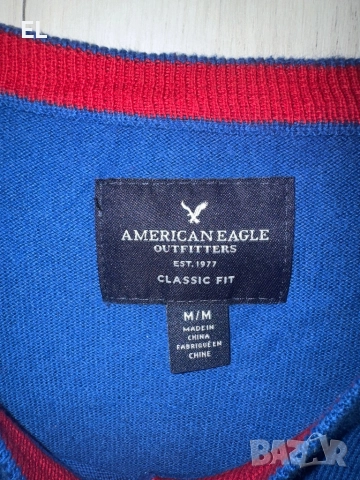 EL
AMERICAN EAGLE
OUTFITTERS
EST. 1977
CLASSIC FIT
M/M
MADE IN
CHINA
FABRIQUÉ EN
CHINE
BAZAR